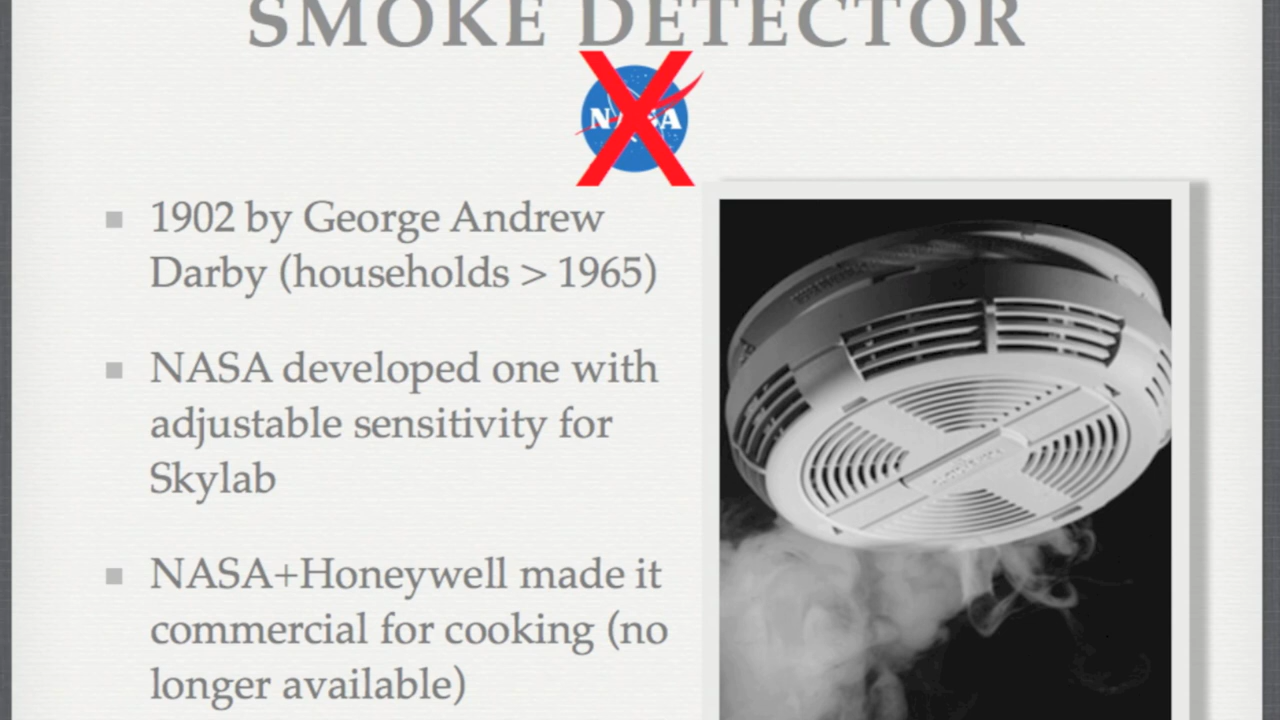 SMOKE DETECTOR
NASA
1902 by George Andrew
Darby (households > 1965)
NASA developed one with
adjustable sensitivity for
Skylab
NASA+Honeywell made it
commercial for cooking (no
longer available)